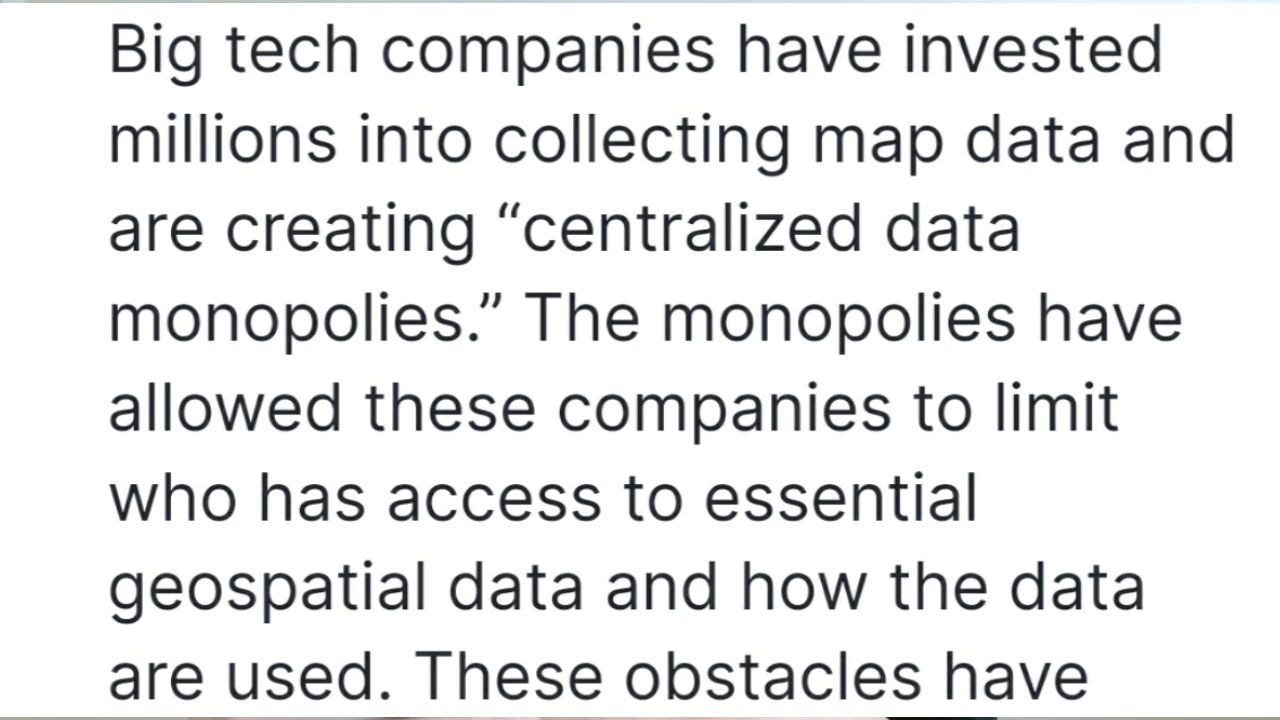 Big tech companies have invested
millions into collecting map data and
are creating “centralized data
monopolies.” The monopolies have
allowed these companies to limit
who has access to essential
geospatial data and how the data
are used. These obstacles have